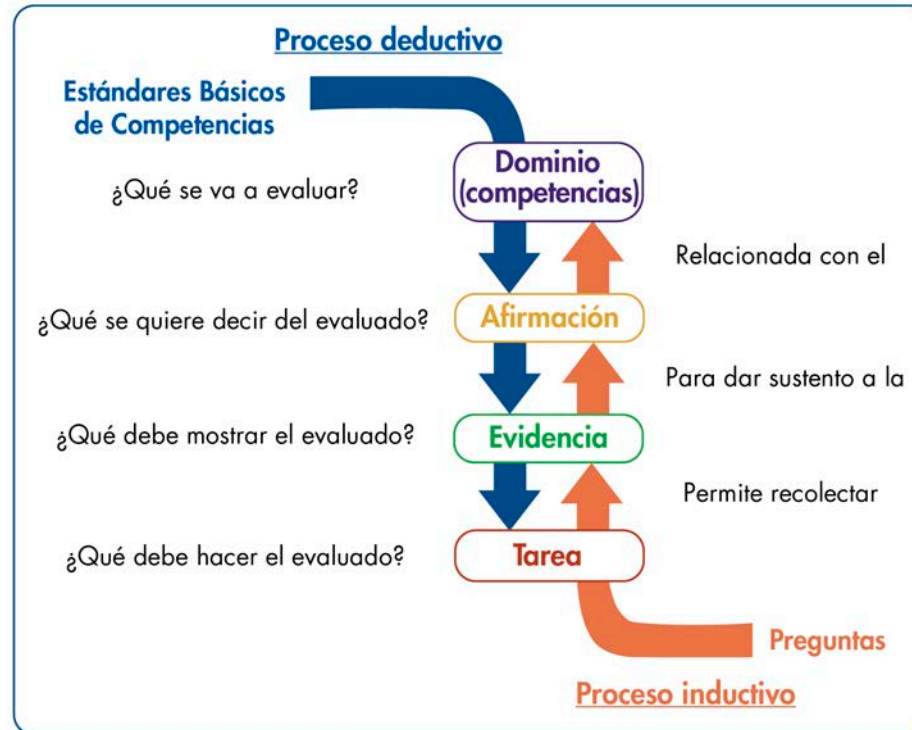 Proceso deductivo
Estándares Básicos
de Competencias
Dominio
(competencias)
¿Qué se va a evaluar?
Relacionada con el
¿Qué se quiere decir del evaluado?
Afirmación
Para dar sustento a la
¿Qué debe mostrar el evaluado?
Evidencia
Permite recolectar
¿Qué debe hacer el evaluado?
Tarea
Preguntas
Proceso inductivo